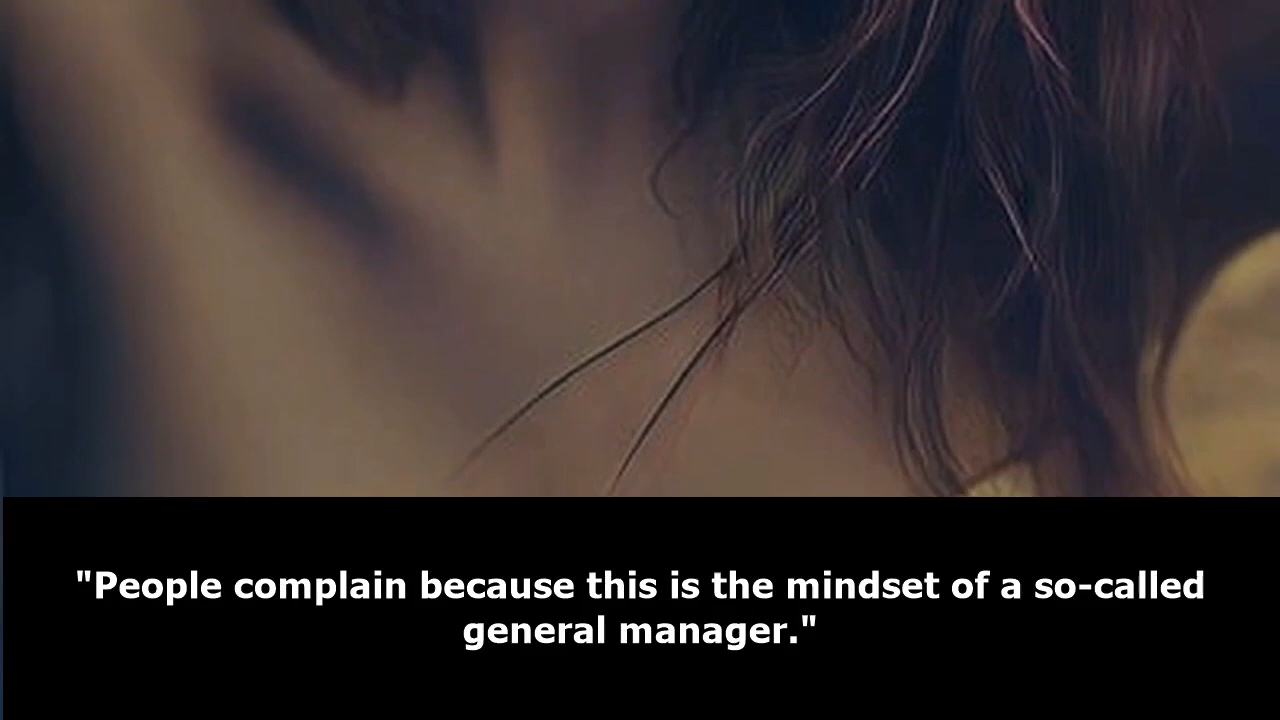 "People complain because this is the mindset of a so-called
general manager."